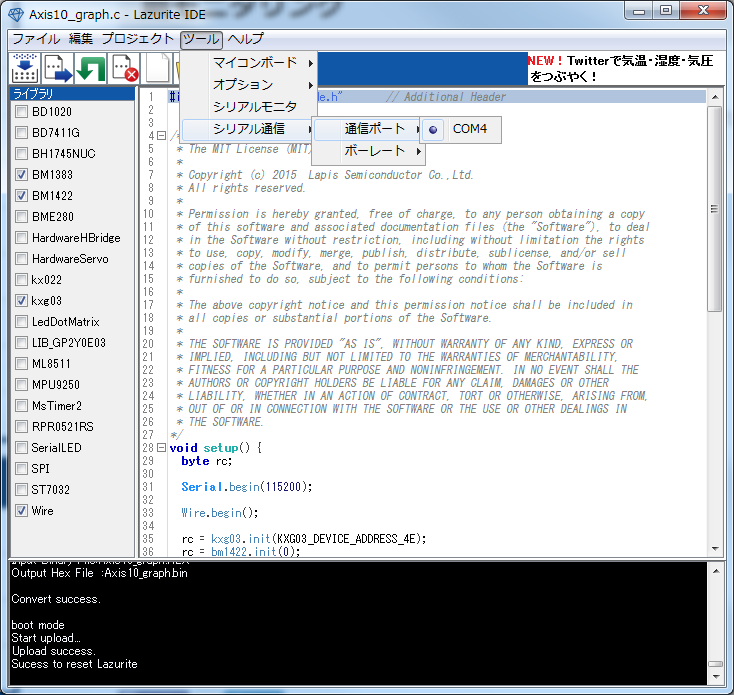 Axis10_graph.c - Lazurite IDE
ファイル 編集 プロジェクト ツール ヘルプ
マイコンボード
オプション
シリアルモニタ
シリアル通信
通信ポート
ボーレート
COM4
NEW！Twitterで気温・湿度・気圧
をつぶやく！
ライブラリ
BD1020
BD7411G
BH1745NUC
BM1383
BM1422
BME280
HardwareHBridge
HardwareServo
kx022
kxg03
LedDotMatrix
LIB_GP2Y0E03
ML8511
MPU9250
MsTimer2
RPR0521RS
SerialLED
SPI
ST7032
Wire
1 #i de.h" // Additional Header
2
3
4 /*
5 * The MIT License (MIT)
6 *
7 * Copyright (c) 2015 Lapis Semiconductor Co.,Ltd.
8 * All rights reserved.
9 *
10 * Permission is hereby granted, free of charge, to any person obtaining a copy
11 * of this software and associated documentation files (the "Software"), to deal
12 * in the Software without restriction, including without limitation the rights
13 * to use, copy, modify, merge, publish, distribute, sublicense, and/or sell
14 * copies of the Software, and to permit persons to whom the Software is
15 * furnished to do so, subject to the following conditions:
16 *
17 * The above copyright notice and this permission notice shall be included in
18 * all copies or substantial portions of the Software.
19 *
20 * THE SOFTWARE IS PROVIDED "AS IS", WITHOUT WARRANTY OF ANY KIND, EXPRESS OR
21 * IMPLIED, INCLUDING BUT NOT LIMITED TO THE WARRANTIES OF MERCHANTABILITY,
22 * FITNESS FOR A PARTICULAR PURPOSE AND NONINFRINGEMENT. IN NO EVENT SHALL THE
23 * AUTHORS OR COPYRIGHT HOLDERS BE LIABLE FOR ANY CLAIM, DAMAGES OR OTHER
24 * LIABILITY, WHETHER IN AN ACTION OF CONTRACT, TORT OR OTHERWISE, ARISING FROM,
25 * OUT OF OR IN CONNECTION WITH THE SOFTWARE OR THE USE OR OTHER DEALINGS IN
26 * THE SOFTWARE.
27 */
28 void setup() {
29 byte rc;
30
31 Serial.begin(115200);
32
33 Wire.begin();
34
35 rc = kxg03.init(KXG03_DEVICE_ADDRESS_4E);
36 rc = bm1422.init(0);
Input Binary File:Axis10_graph.HEX
Output Hex File :Axis10_graph.bin
Convert success.
boot mode
Start upload...
Upload success.
Sucess to reset Lazurite